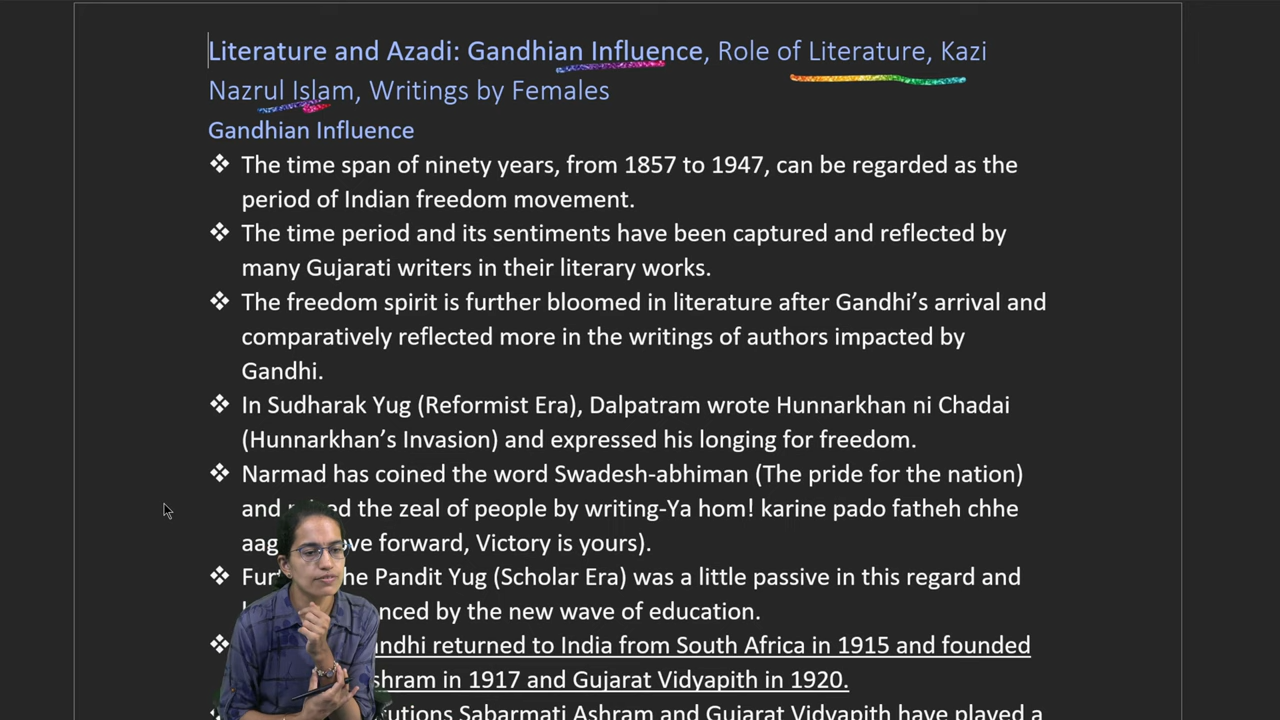 Literature and Azadi: Gandhian Influence, Role of Literature, Kazi
Nazrul Islam, Writings by Females
Gandhian Influence
❖ The time span of ninety years, from 1857 to 1947, can be regarded as the
period of Indian freedom movement.
❖ The time period and its sentiments have been captured and reflected by
many Gujarati writers in their literary works.
❖ The freedom spirit is further bloomed in literature after Gandhi's arrival and
comparatively reflected more in the writings of authors impacted by
Gandhi.
❖ In Sudharak Yug (Reformist Era), Dalpatram wrote Hunnarkhan ni Chadai
(Hunnarkhan's Invasion) and expressed his longing for freedom.
❖ Narmad has coined the word Swadesh-abhiman (The pride for the nation)
and the zeal of people by writing-Ya hom! karine pado fatheh chhe
forward, Victory is yours).
❖ Pandit Yug (Scholar Era) was a little passive in this regard and
by the new wave of education.
returned to India from South Africa in 1915 and founded
in 1917 and Gujarat Vidyapith in 1920.
Sabarmati Ashram and Gujarat Vidyapith have played a